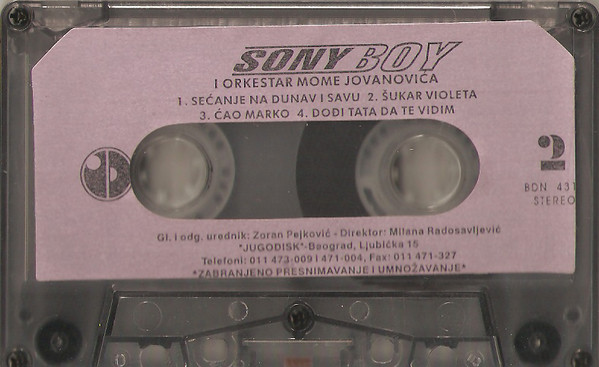 SONY BOY
I ORKESTAR MOME JOVANOVIĆA
1. SEĆANJE NA DUNAV I SAVU 2. ŠUKAR VIOLETA
3. ĆAO MARKO 4. DOĐI TATA DA TE VIDIM
2
BDN 431
STEREO
Gl. i odg. urednik: Zoran Pejković - Direktor: Milana Radosavljević
"JUGODISK"-Beograd, Ljubička 15
Telefoni: 011 473-009 i 471-004, Fax: 011 471-327
"ZABRANJENO PRESNIMAVANJE I UMNOŽAVANJE"